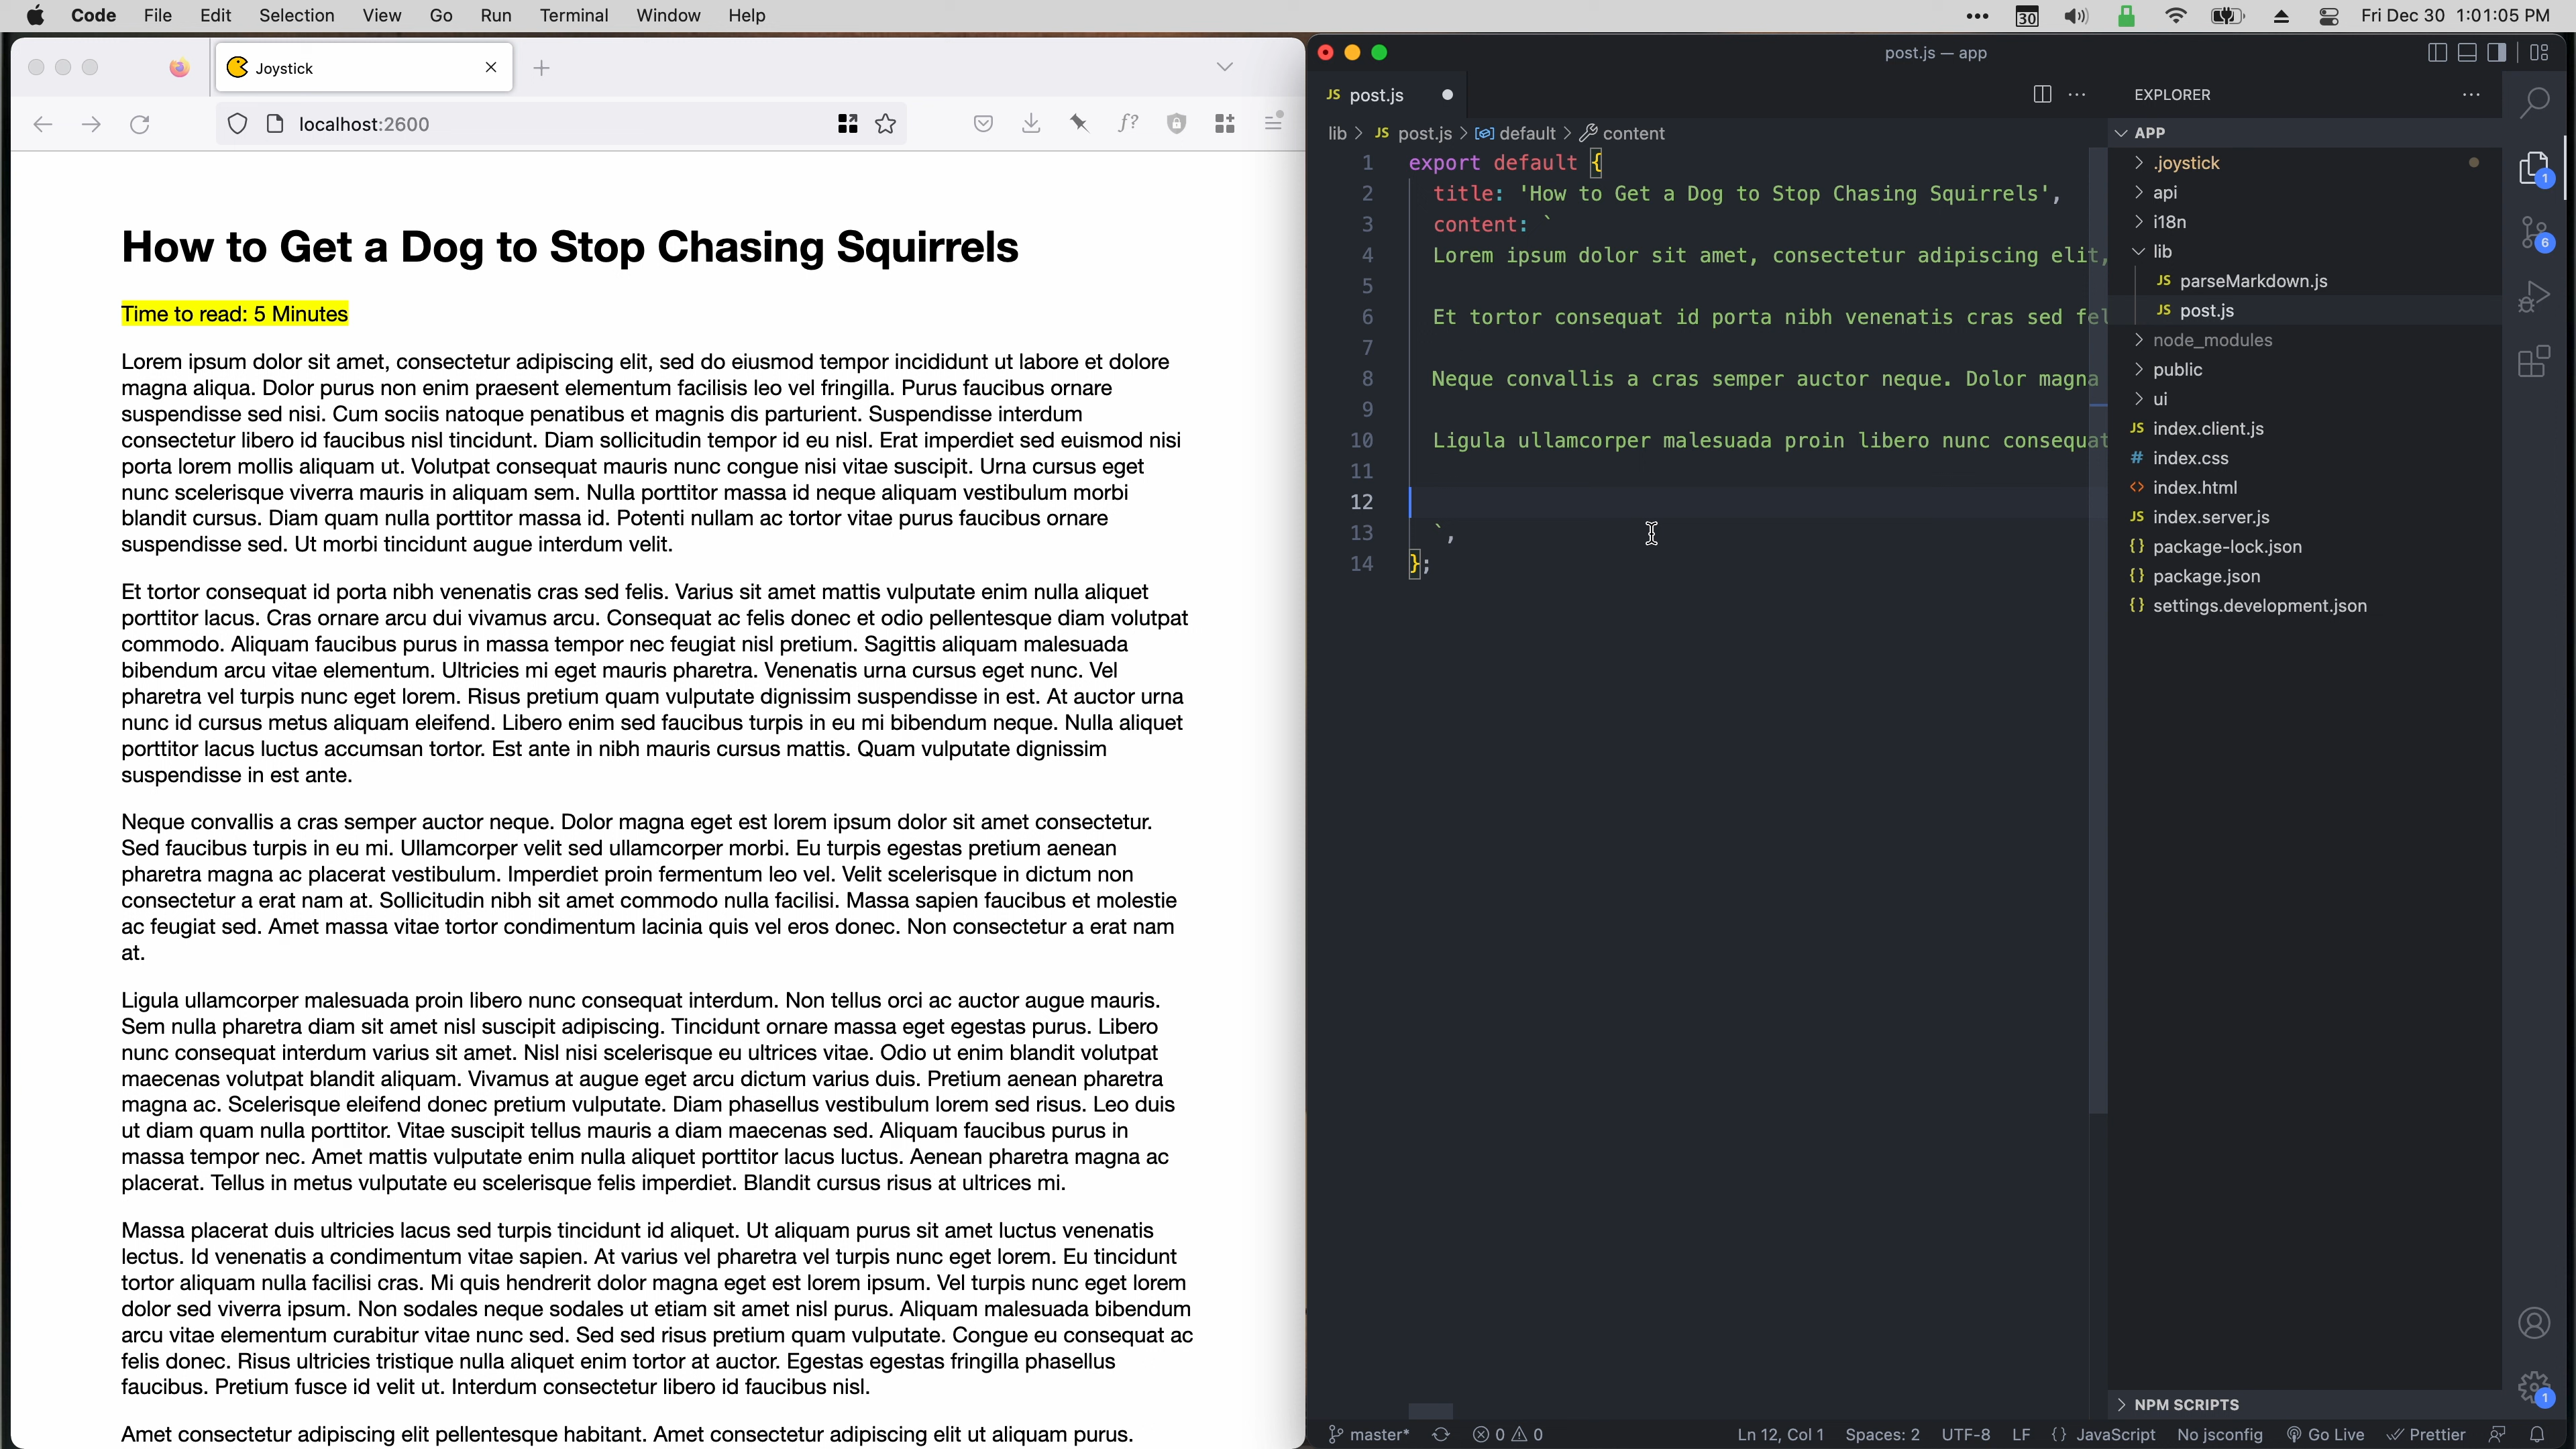 Code File Edit Selection View Go Run Terminal Window Help
30
Fri Dec 30 1:01:05 PM
Joystick
localhost:2600
f?
How to Get a Dog to Stop Chasing Squirrels
Time to read: 5 Minutes
Lorem ipsum dolor sit amet, consectetur adipiscing elit, sed do eiusmod tempor incididunt ut labore et dolore
magna aliqua. Dolor purus non enim praesent elementum facilisis leo vel fringilla. Purus faucibus ornare
suspendisse sed nisi. Cum sociis natoque penatibus et magnis dis parturient. Suspendisse interdum
consectetur libero id faucibus nisl tincidunt. Diam sollicitudin tempor id eu nisl. Erat imperdiet sed euismod nisi
porta lorem mollis aliquam ut. Volutpat consequat mauris nunc congue nisi vitae suscipit. Urna cursus eget
nunc scelerisque viverra mauris in aliquam sem. Nulla porttitor massa id neque aliquam vestibulum morbi
blandit cursus. Diam quam nulla porttitor massa id. Potenti nullam ac tortor vitae purus faucibus ornare
suspendisse sed. Ut morbi tincidunt augue interdum velit.
Et tortor consequat id porta nibh venenatis cras sed felis. Varius sit amet mattis vulputate enim nulla aliquet
porttitor lacus. Cras ornare arcu dui vivamus arcu. Consequat ac felis donec et odio pellentesque diam volutpat
commodo. Aliquam faucibus purus in massa tempor nec feugiat nisl pretium. Sagittis aliquam malesuada
bibendum arcu vitae elementum. Ultricies mi eget mauris pharetra. Venenatis urna cursus eget nunc. Vel
pharetra vel turpis nunc eget lorem. Risus pretium quam vulputate dignissim suspendisse in est. At auctor urna
nunc id cursus metus aliquam eleifend. Libero enim sed faucibus turpis in eu mi bibendum neque. Nulla aliquet
porttitor lacus luctus accumsan tortor. Est ante in nibh mauris cursus mattis. Quam vulputate dignissim
suspendisse in est ante.
Neque convallis a cras semper auctor neque. Dolor magna eget est lorem ipsum dolor sit amet consectetur.
Sed faucibus turpis in eu mi. Ullamcorper velit sed ullamcorper morbi. Eu turpis egestas pretium aenean
pharetra magna ac placerat vestibulum. Imperdiet proin fermentum leo vel. Velit scelerisque in dictum non
consectetur a erat nam at. Sollicitudin nibh sit amet commodo nulla facilisi. Massa sapien faucibus et molestie
ac feugiat sed. Amet massa vitae tortor condimentum lacinia quis vel eros donec. Non consectetur a erat nam
at.
Ligula ullamcorper malesuada proin libero nunc consequat interdum. Non tellus orci ac auctor augue mauris.
Sem nulla pharetra diam sit amet nisl suscipit adipiscing. Tincidunt ornare massa eget egestas purus. Libero
nunc consequat interdum varius sit amet. Nisl nisi scelerisque eu ultrices vitae. Odio ut enim blandit volutpat
maecenas volutpat blandit aliquam. Vivamus at augue eget arcu dictum varius duis. Pretium aenean pharetra
magna ac. Scelerisque eleifend donec pretium vulputate. Diam phasellus vestibulum lorem sed risus. Leo duis
ut diam quam nulla porttitor. Vitae suscipit tellus mauris a diam maecenas sed. Aliquam faucibus purus in
massa tempor nec. Amet mattis vulputate enim nulla aliquet porttitor lacus luctus. Aenean pharetra magna ac
placerat. Tellus in metus vulputate eu scelerisque felis imperdiet. Blandit cursus risus at ultrices mi.
Massa placerat duis ultricies lacus sed turpis tincidunt id aliquet. Ut aliquam purus sit amet luctus venenatis
lectus. Id venenatis a condimentum vitae sapien. At varius vel pharetra vel turpis nunc eget lorem. Eu tincidunt
tortor aliquam nulla facilisi cras. Mi quis hendrerit dolor magna eget est lorem ipsum. Vel turpis nunc eget lorem
dolor sed viverra ipsum. Non sodales neque sodales ut etiam sit amet nisl purus. Aliquam malesuada bibendum
arcu vitae elementum curabitur vitae nunc sed. Sed sed risus pretium quam vulputate. Congue eu consequat ac
felis donec. Risus ultricies tristique nulla aliquet enim tortor at auctor. Egestas egestas fringilla phasellus
faucibus. Pretium fusce id velit ut. Interdum consectetur libero id faucibus nisl.
Amet consectetur adipiscing elit pellentesque habitant. Amet consectetur adipiscing elit ut aliquam purus.
post.js — app
JS post.js
lib > JS post.js > default > content
1 export default {
2 title: 'How to Get a Dog to Stop Chasing Squirrels',
3 content: `
4 Lorem ipsum dolor sit amet, consectetur adipiscing elit,
5
6 Et tortor consequat id porta nibh venenatis cras sed fel
7
8 Neque convallis a cras semper auctor neque. Dolor magna
9
10 Ligula ullamcorper malesuada proin libero nunc consequat
11
12
13 `,
14 };
EXPLORER
APP
.joystick
api
i18n
lib
JS parseMarkdown.js
JS post.js
node_modules
public
ui
JS index.client.js
# index.css
<> index.html
JS index.server.js
{} package-lock.json
{} package.json
{} settings.development.json
NPM SCRIPTS
1
6
1
master* 0 0 Ln 12, Col 1 Spaces: 2 UTF-8 LF {} JavaScript No jsconfig Go Live Prettier